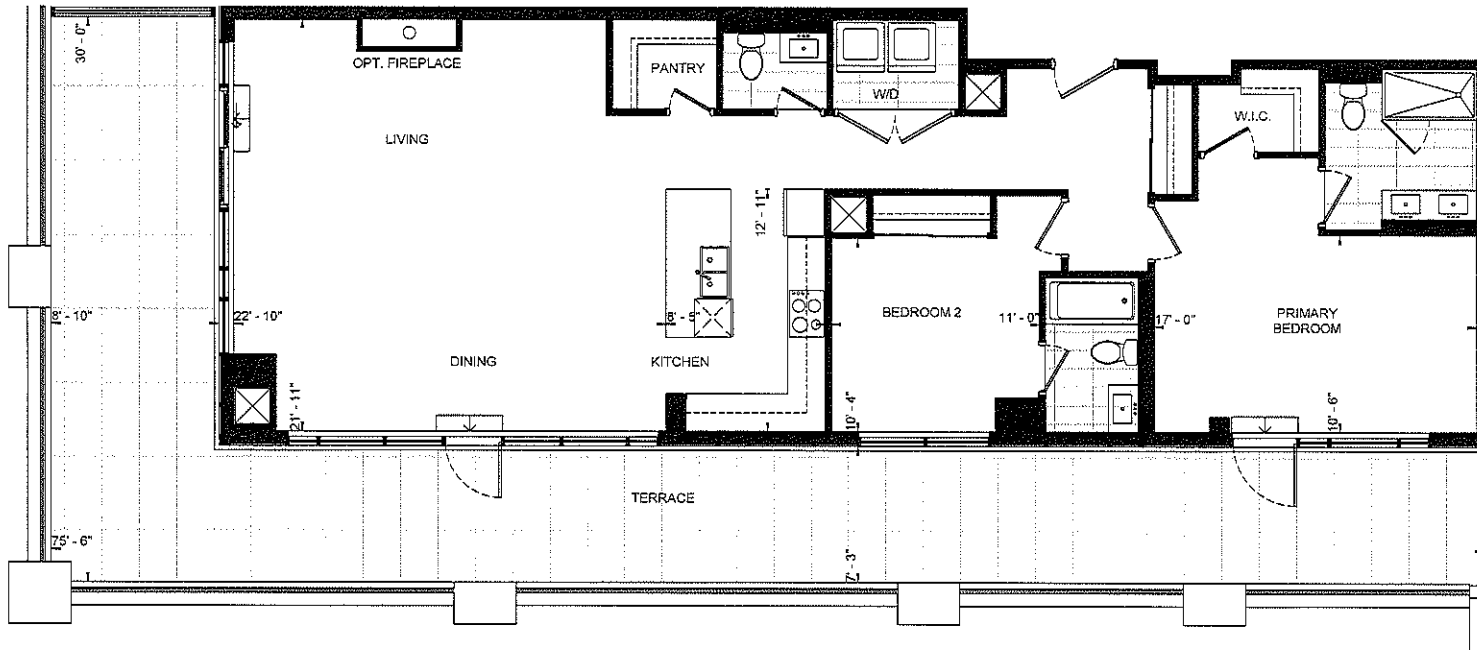 30' - 0"
OPT. FIREPLACE
PANTRY
W/D
W.I.C.
LIVING
12' - 11"
8' - 10"
22' - 10"
8' - 5"
BEDROOM 2
11' - 0"
17' - 0"
PRIMARY
BEDROOM
DINING
KITCHEN
21' - 11"
10' - 4"
10' - 6"
TERRACE
75' - 6"
7' - 3"